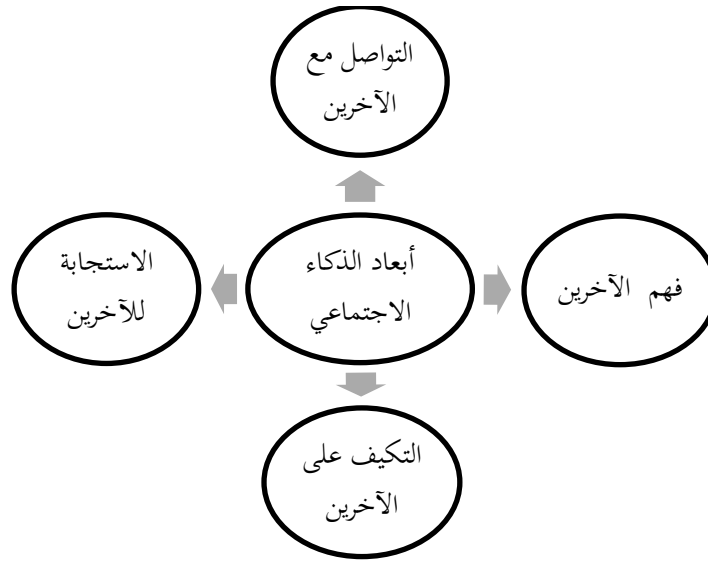 التواصل مع
الآخرين
أبعاد الذكاء
الاجتماعي
فهم الآخرين
الاستجابة
للآخرين
التكيف على
الآخرين